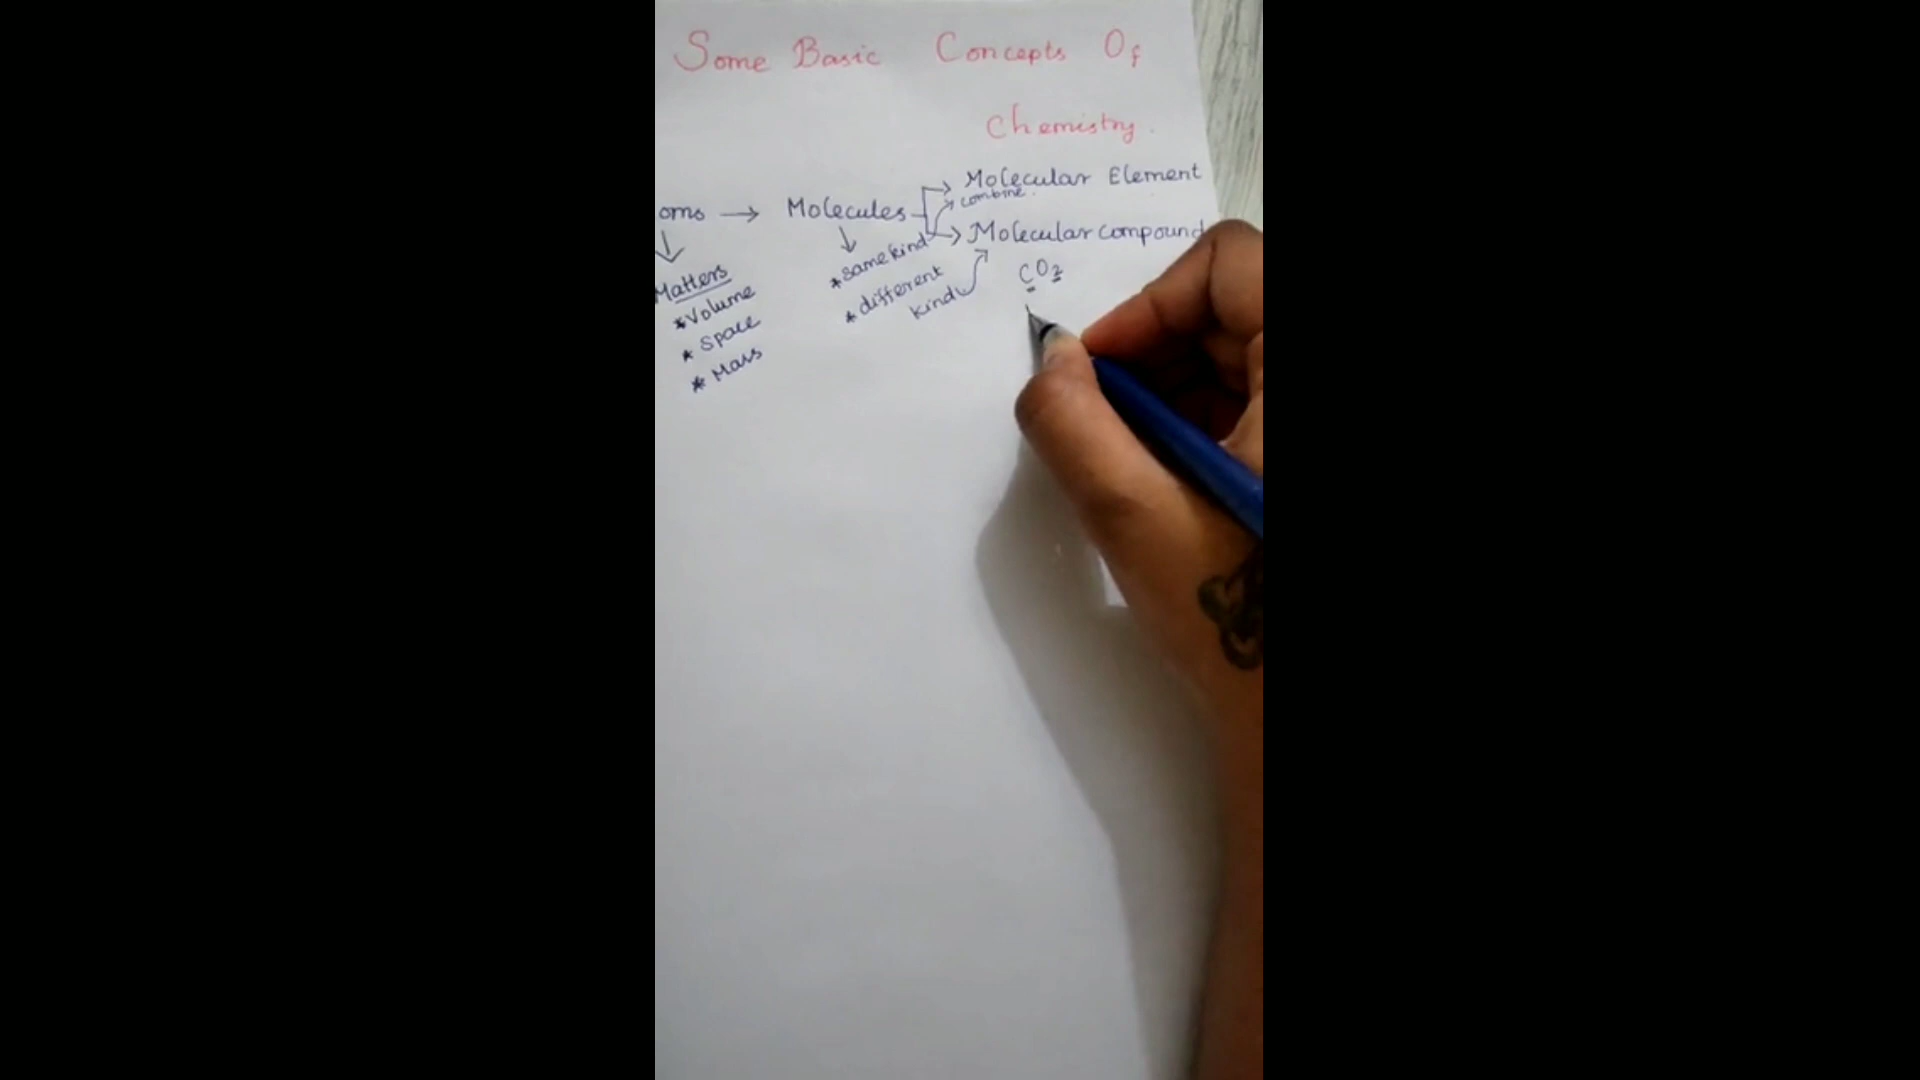 Some Basic Concepts Of
Chemistry.
oms → Molecules → Molecular Element
combine.
→ Molecular compound
Matters
*Volume
* Space
* Mass
* Same kind
* different
kind
CO2